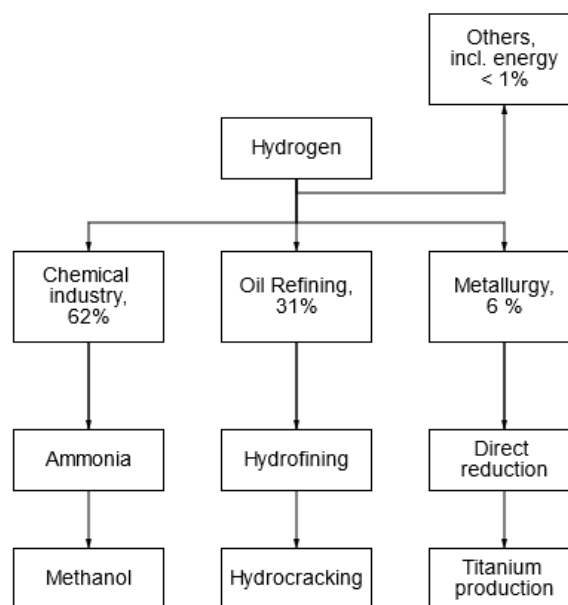 Others,
incl. energy
< 1%
Hydrogen
Chemical
industry,
62%
Oil Refining,
31%
Metallurgy,
6 %
Ammonia
Hydrofining
Direct
reduction
Methanol
Hydrocracking
Titanium
production